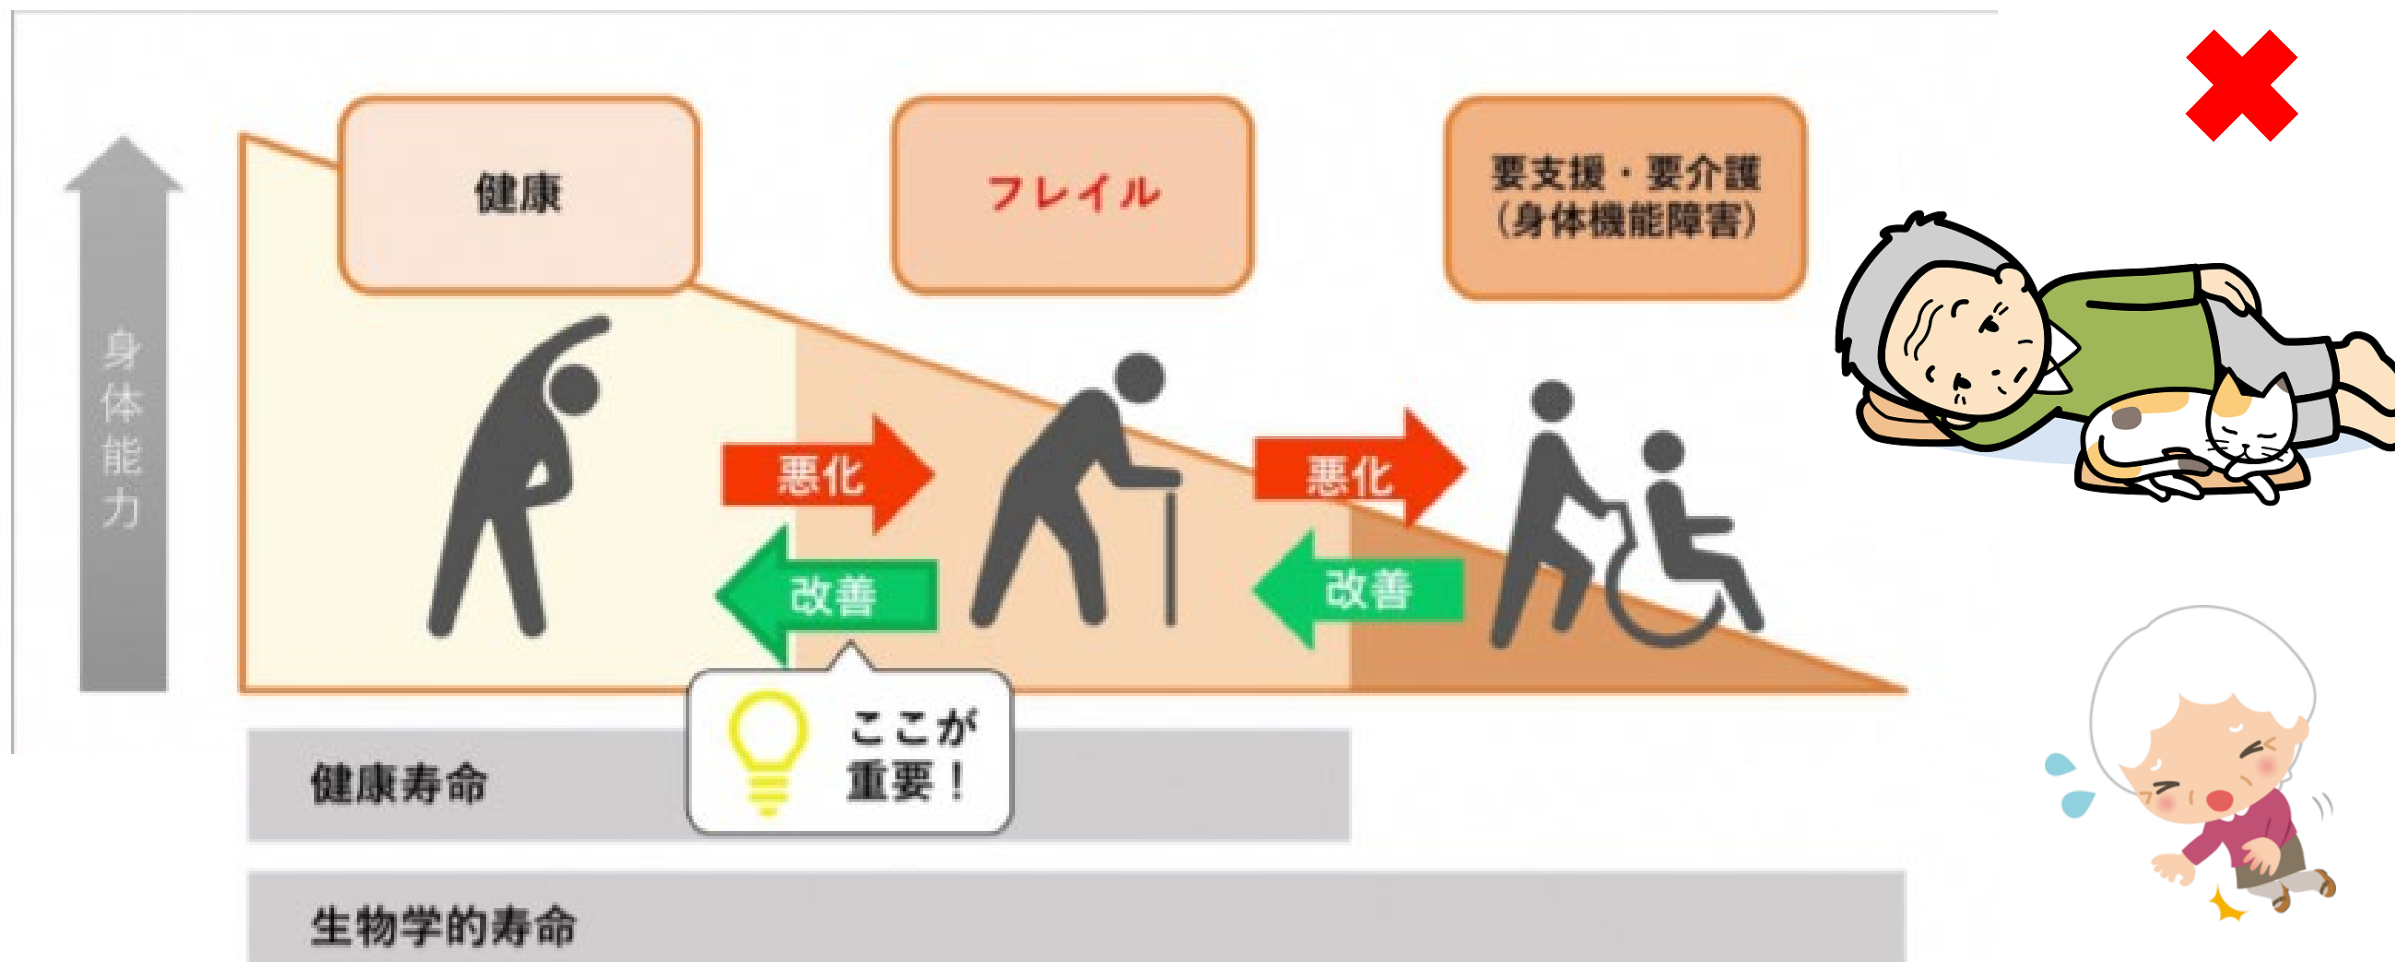 健康
フレイル
要支援・要介護
（身体機能障害）
身体能力
悪化
悪化
改善
改善
ここが
重要！
健康寿命
生物学的寿命